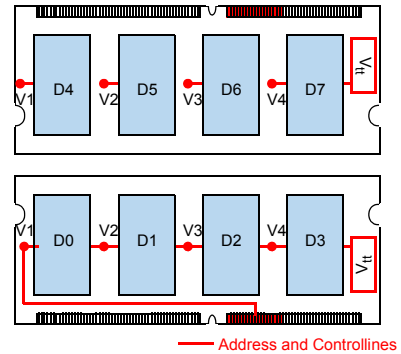 D4 D5 D6 D7 Vtt
V1 V2 V3 V4
V1 V2 V3 V4
D0 D1 D2 D3 Vtt
Address and Controllines